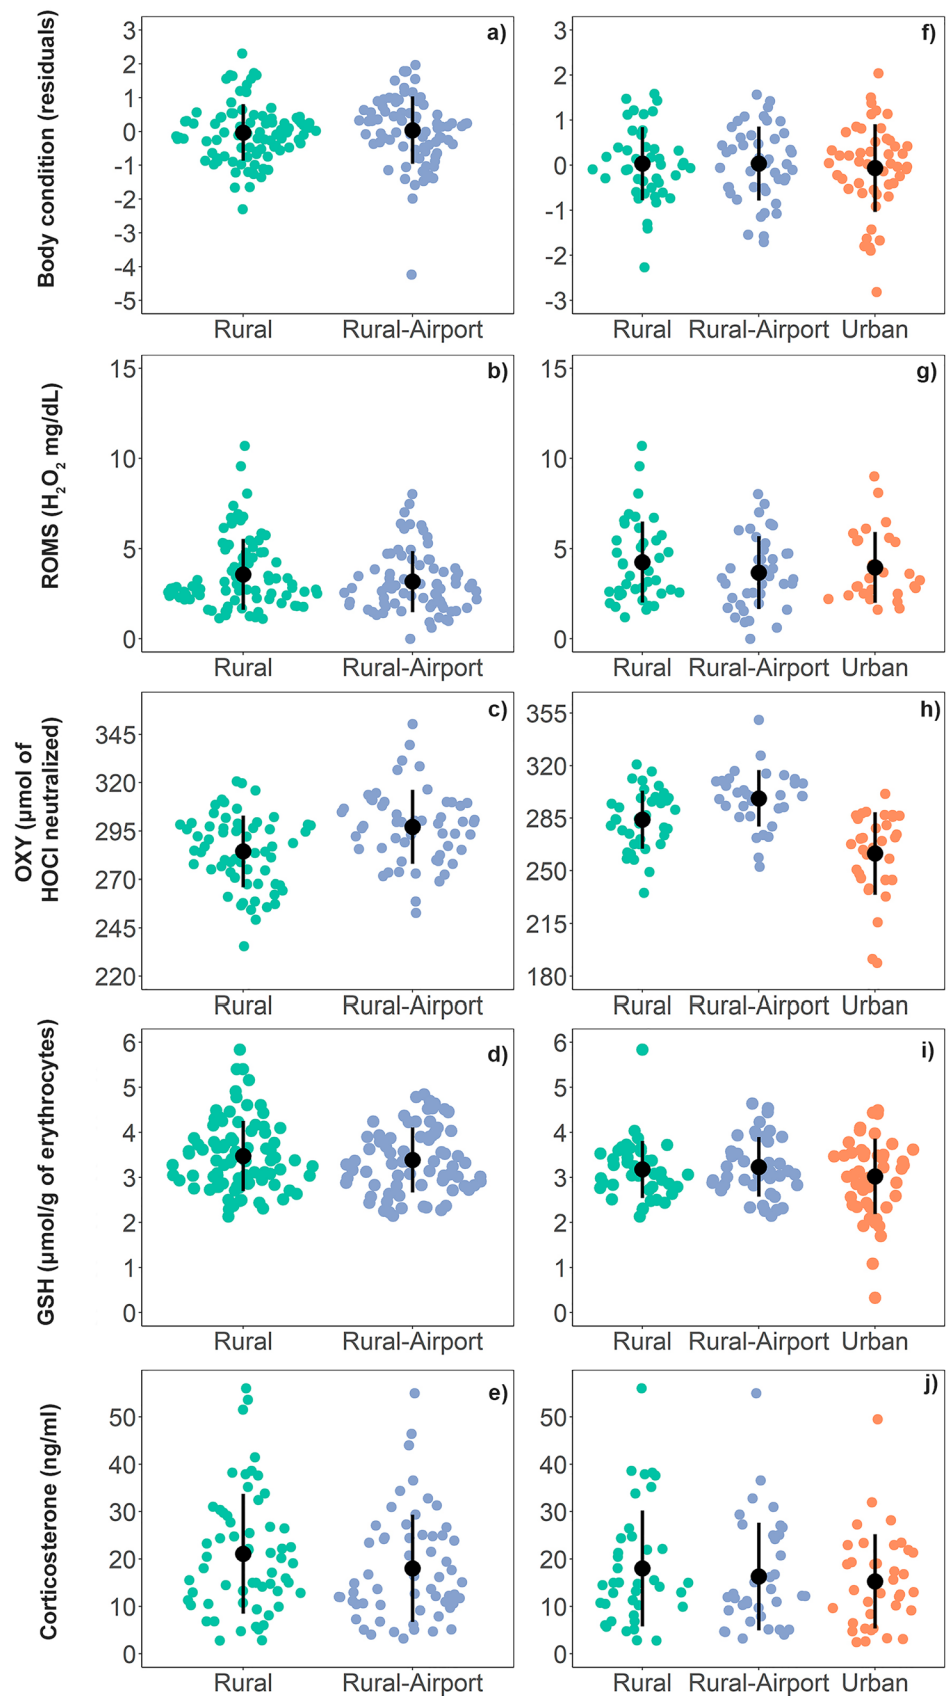 Body condition (residuals)
3
2
1
0
-1
-2
-3
-4
-5
a)
Rural
Rural-Airport
3
2
1
0
-1
-2
-3
f)
Rural
Rural-Airport
Urban
ROMS (H₂O₂ mg/dL)
15
10
5
0
b)
Rural
Rural-Airport
15
10
5
0
g)
Rural
Rural-Airport
Urban
OXY (µmol of
HOCl neutralized)
345
320
295
270
245
220
c)
Rural
Rural-Airport
355
320
285
250
215
180
h)
Rural
Rural-Airport
Urban
GSH (µmol/g of erythrocytes)
6
5
4
3
2
1
0
d)
Rural
Rural-Airport
6
5
4
3
2
1
0
i)
Rural
Rural-Airport
Urban
Corticosterone (ng/ml)
50
40
30
20
10
0
e)
Rural
Rural-Airport
50
40
30
20
10
0
j)
Rural
Rural-Airport
Urban